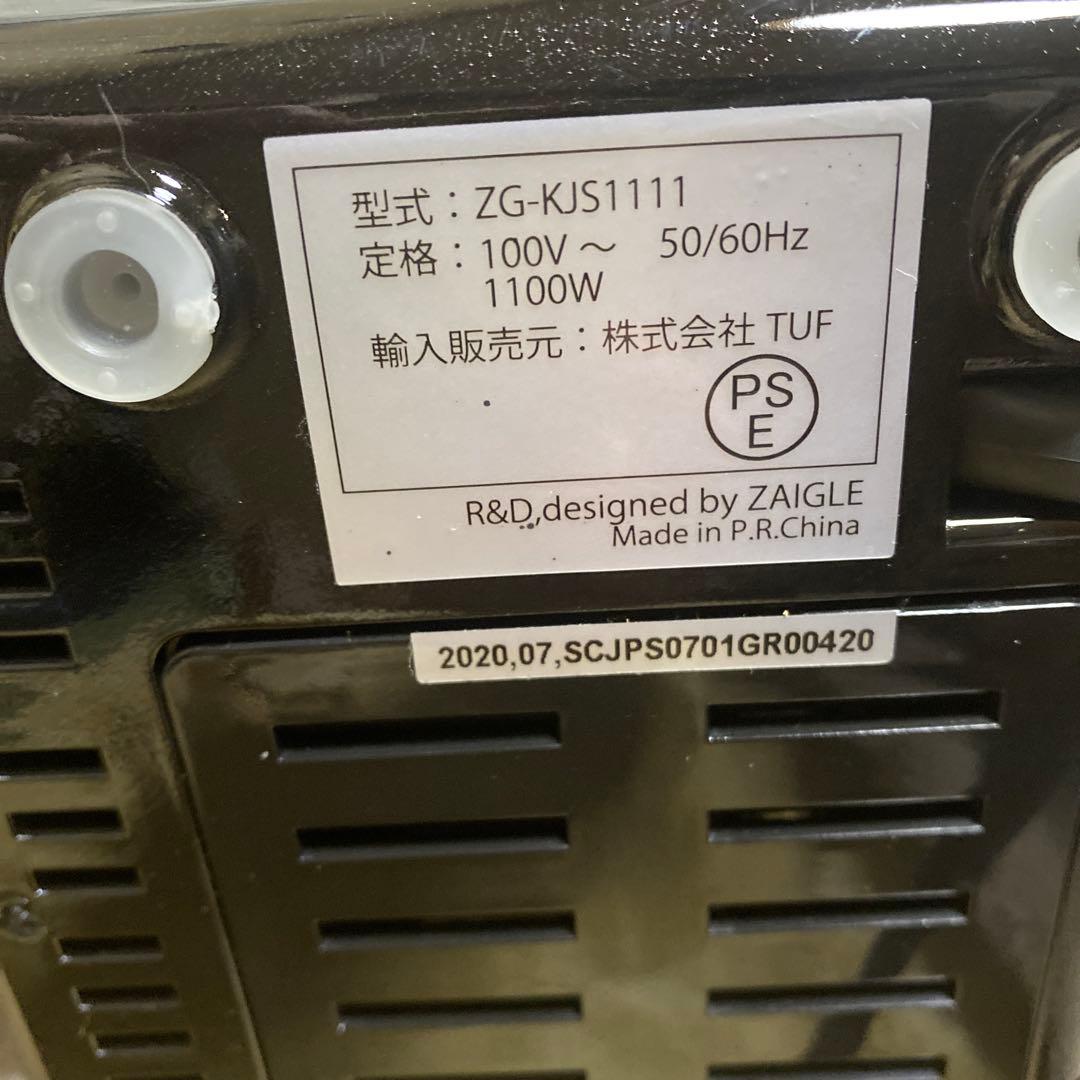 型式：ZG-KJS1111
定格：100V～ 50/60Hz
1100W
輸入販売元：株式会社 TUF
PS
E
R&D,designed by ZAIGLE
Made in P.R.China
2020,07,SCJPS0701GR00420